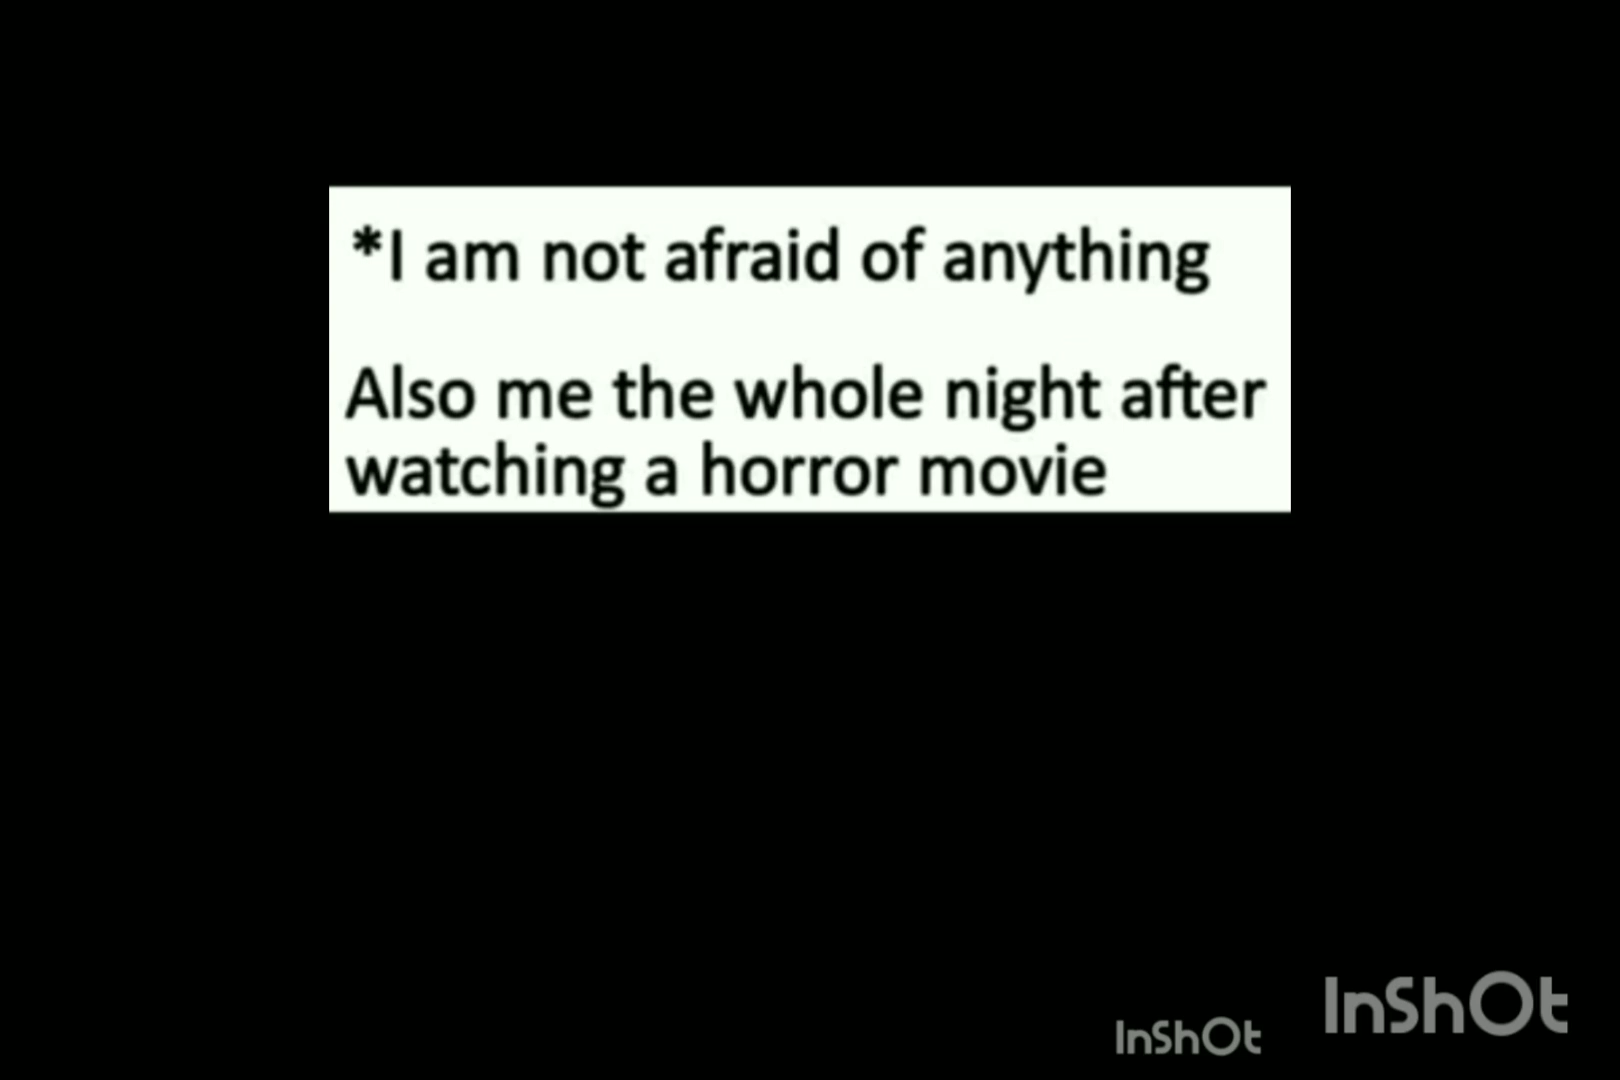 *I am not afraid of anything
Also me the whole night after
watching a horror movie
InShOt
InShOt